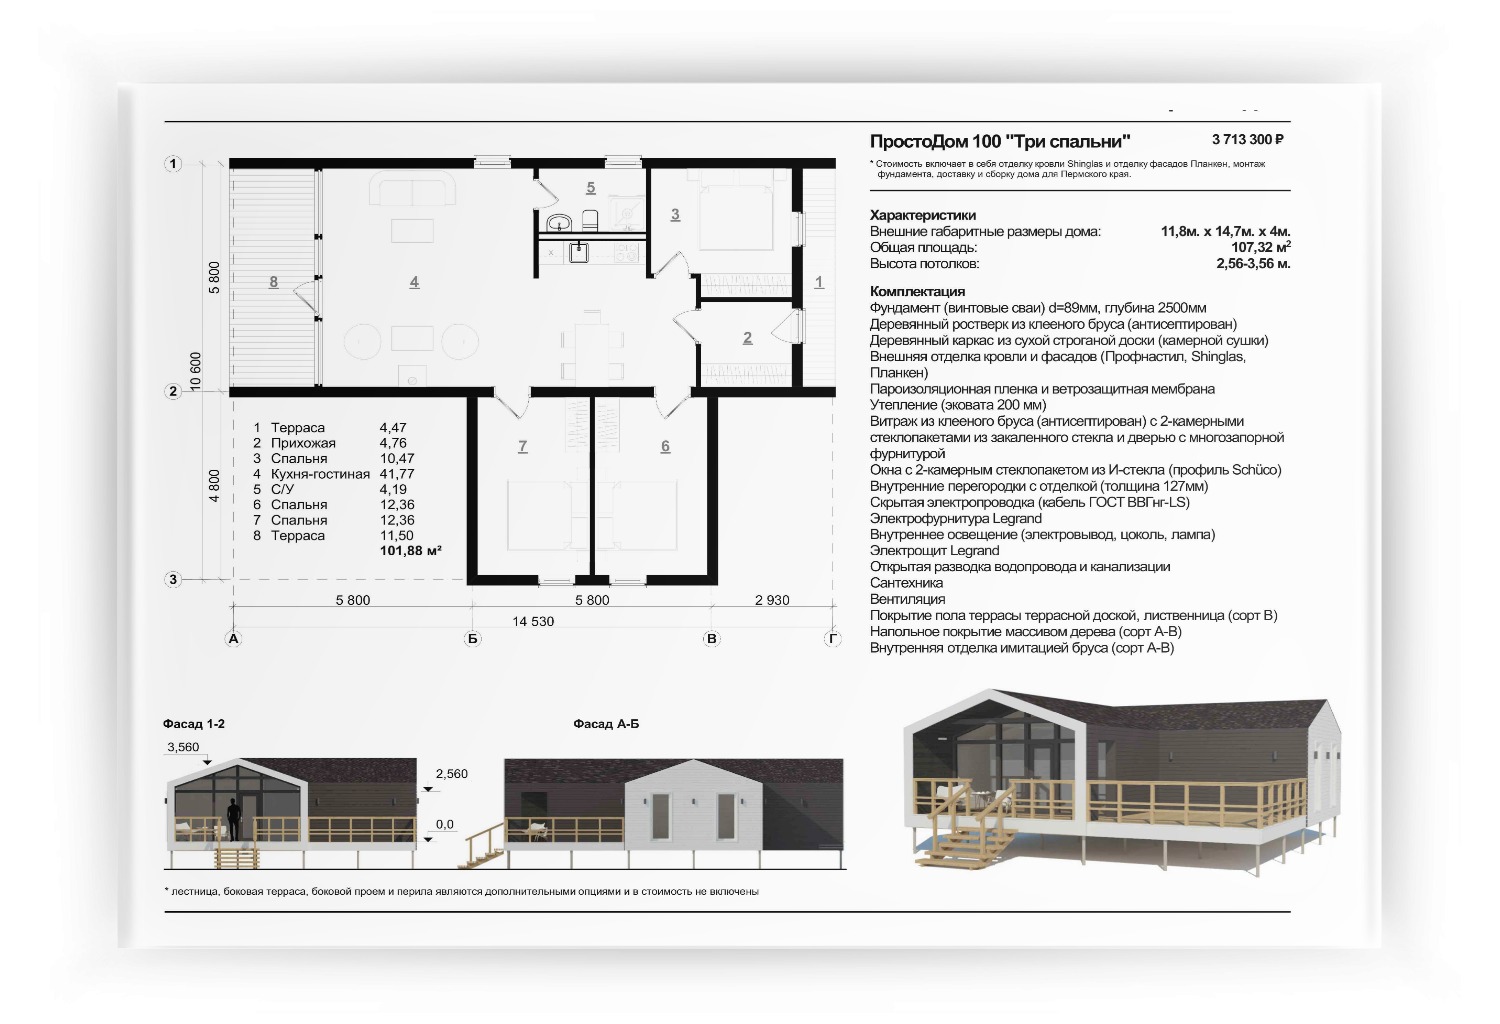 ПростоДом 100 "Три спальни" 3 713 300 ₽
* Стоимость включает в себя отделку кровли Shinglas и отделку фасадов Планкен, монтаж
фундамента, доставку и сборку дома для Пермского края.
Характеристики
Внешние габаритные размеры дома: 11,8м. x 14,7м. x 4м.
Общая площадь: 107,32 м²
Высота потолков: 2,56-3,56 м.
Комплектация
Фундамент (винтовые сваи) d=89мм, глубина 2500мм
Деревянный ростверк из клееного бруса (антисептирован)
Деревянный каркас из сухой строганой доски (камерной сушки)
Внешняя отделка кровли и фасадов (Профнастил, Shinglas,
Планкен)
Пароизоляционная пленка и ветрозащитная мембрана
Утепление (эковата 200 мм)
Витраж из клееного бруса (антисептирован) с 2-камерными
стеклопакетами из закаленного стекла и дверью с многозапорной
фурнитурой
Окна с 2-камерным стеклопакетом из И-стекла (профиль Schüco)
Внутренние перегородки с отделкой (толщина 127мм)
Скрытая электропроводка (кабель ГОСТ ВВГнг-LS)
Электрофурнитура Legrand
Внутреннее освещение (электровывод, цоколь, лампа)
Электрощит Legrand
Открытая разводка водопровода и канализации
Сантехника
Вентиляция
Покрытие пола террасы террасной доской, лиственница (сорт В)
Напольное покрытие массивом дерева (сорт А-В)
Внутренняя отделка имитацией бруса (сорт А-В)
1
5
3
8
4
1
5 800
2
10 600
2
7
6
4 800
3
1 Терраса 4,47
2 Прихожая 4,76
3 Спальня 10,47
4 Кухня-гостиная 41,77
5 С/У 4,19
6 Спальня 12,36
7 Спальня 12,36
8 Терраса 11,50
101,88 м²
5 800 5 800 2 930
14 530
А Б В Г
Фасад 1-2
3,560
2,560
0,0
Фасад А-Б
* лестница, боковая терраса, боковой проем и перила являются дополнительными опциями и в стоимость не включены